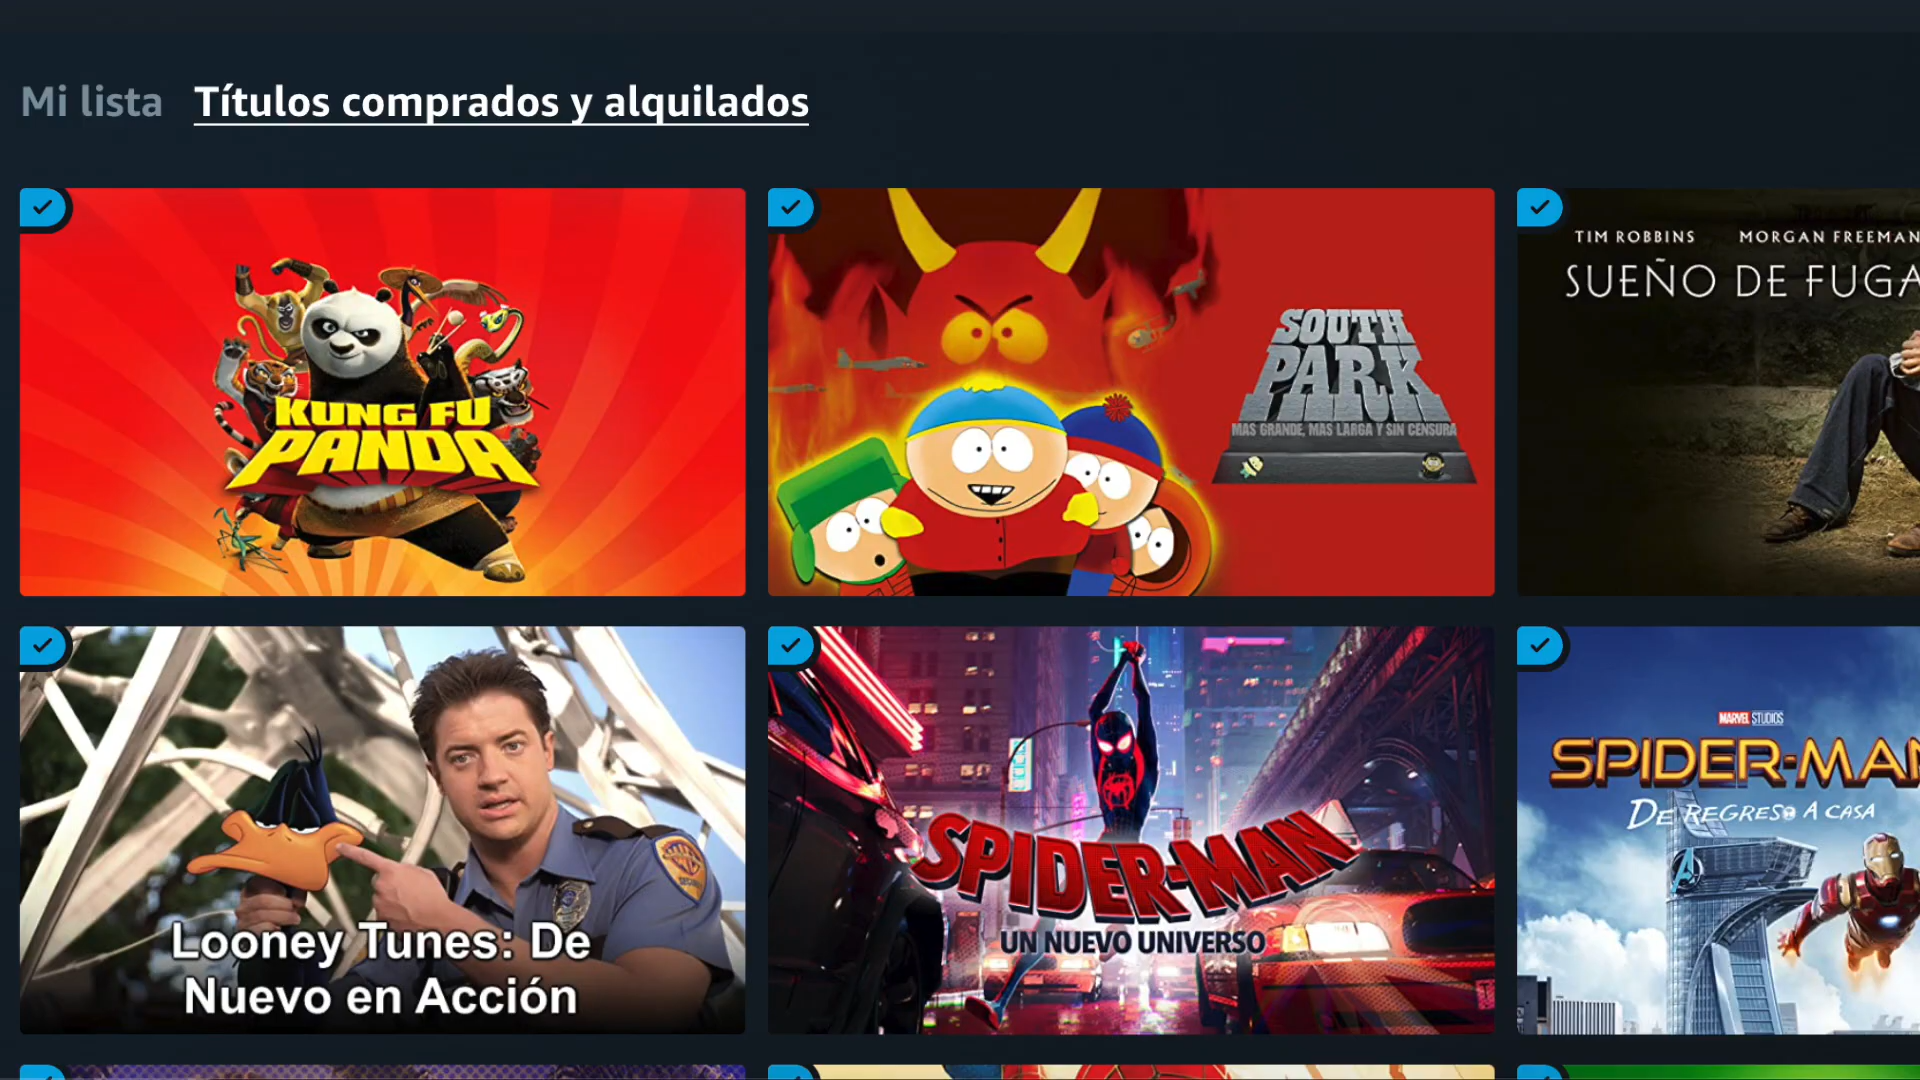 Mi lista Títulos comprados y alquilados
KUNG FU
PANDA
SOUTH
PARK
MAS GRANDE, MAS LARGA Y SIN CENSURA
TIM ROBBINS MORGAN FREEMAN
SUEÑO DE FUGA
Looney Tunes: De
Nuevo en Acción
SPIDER-MAN
UN NUEVO UNIVERSO
MARVEL STUDIOS
SPIDER-MAN
DE REGRESO A CASA